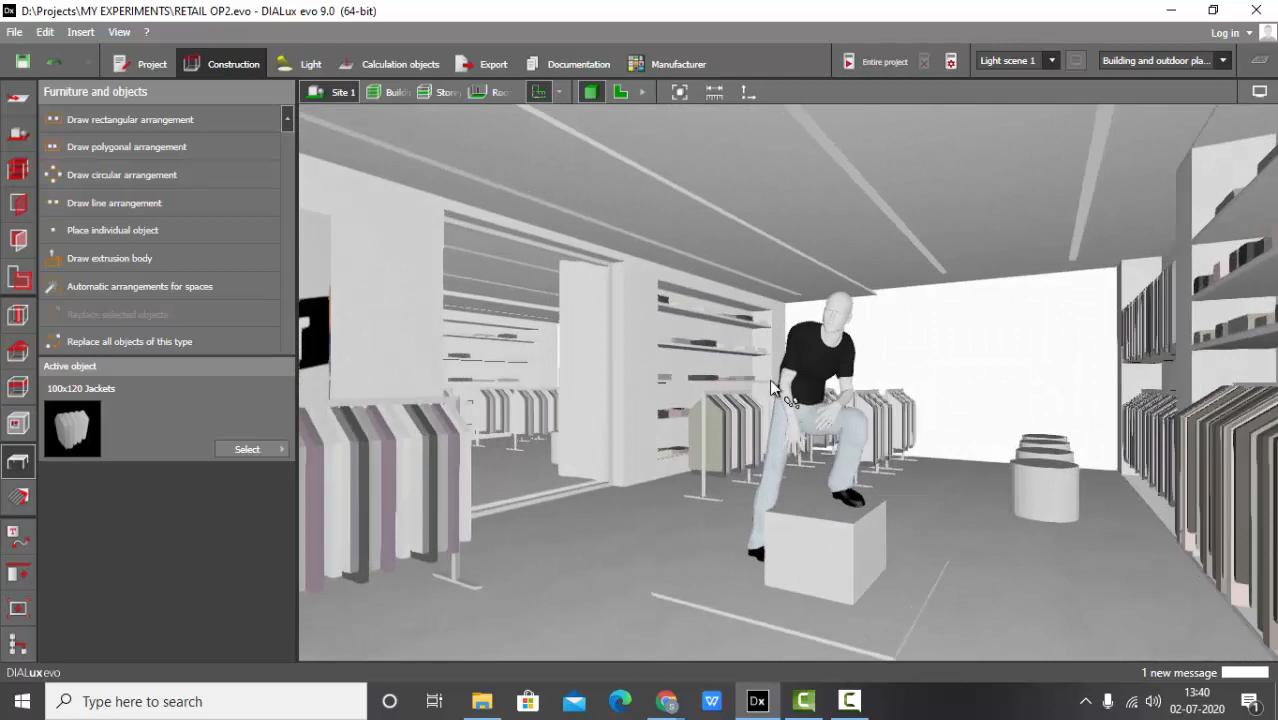 D:\Projects\MY EXPERIMENTS\RETAIL OP2.evo - DIALux evo 9.0 (64-bit)
File Edit Insert View ?
Log in
Project Construction Light Calculation objects Export Documentation Manufacturer
Entire project
Light scene 1
Building and outdoor pla...
Furniture and objects
Site 1
Draw rectangular arrangement
Draw polygonal arrangement
Draw circular arrangement
Draw line arrangement
Place individual object
Draw extrusion body
Automatic arrangements for spaces
Replace selected objects
Replace all objects of this type
Active object
100x120 Jackets
Select
DIALux evo
1 new message
Type here to search
13:40
02-07-2020